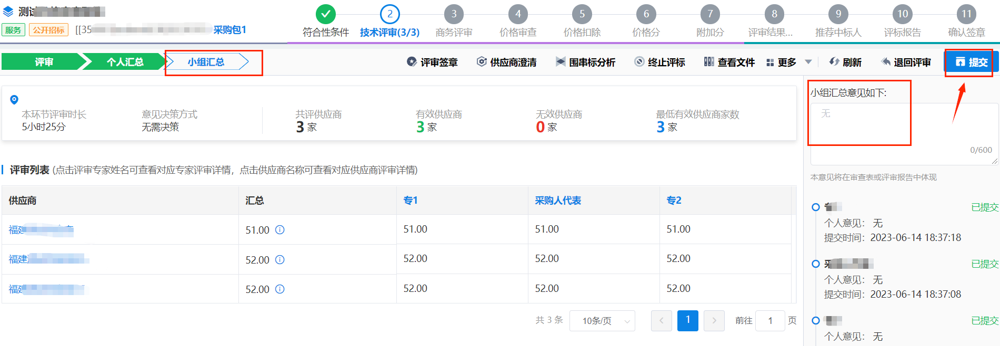 测试
服务 公开招标 [[35 采购包1
✓ 2 3 4 5 6 7 8 9 10 11
符合性条件 技术评审(3/3) 商务评审 价格审查 价格扣除 价格分 附加分 评审结果... 推荐中标人 评标报告 确认签章
评审 个人汇总 小组汇总 评审签章 供应商澄清 围串标分析 终止评标 查看文件 更多 刷新 退回评审 提交
小组汇总意见如下:
无
0/600
本意见将在审查表或评审报告中体现
本环节评审时长 意见决策方式 共评供应商 有效供应商 无效供应商 最低有效供应商家数
5小时25分 无需决策 3 家 3 家 0 家 3 家
评审列表 (点击评审专家姓名可查看对应专家评审详情，点击供应商名称可查看对应供应商评审详情)
供应商 汇总 专1 采购人代表 专2
福建 51.00 51.00 51.00 51.00
福建 52.00 52.00 52.00 52.00
福建 52.00 52.00 52.00 52.00
共 3 条 10条/页 < 1 > 前往 1 页
已提交
个人意见： 无
提交时间：2023-06-14 18:37:18
采 已提交
个人意见： 无
提交时间：2023-06-14 18:37:08
已提交
个人意见： 无